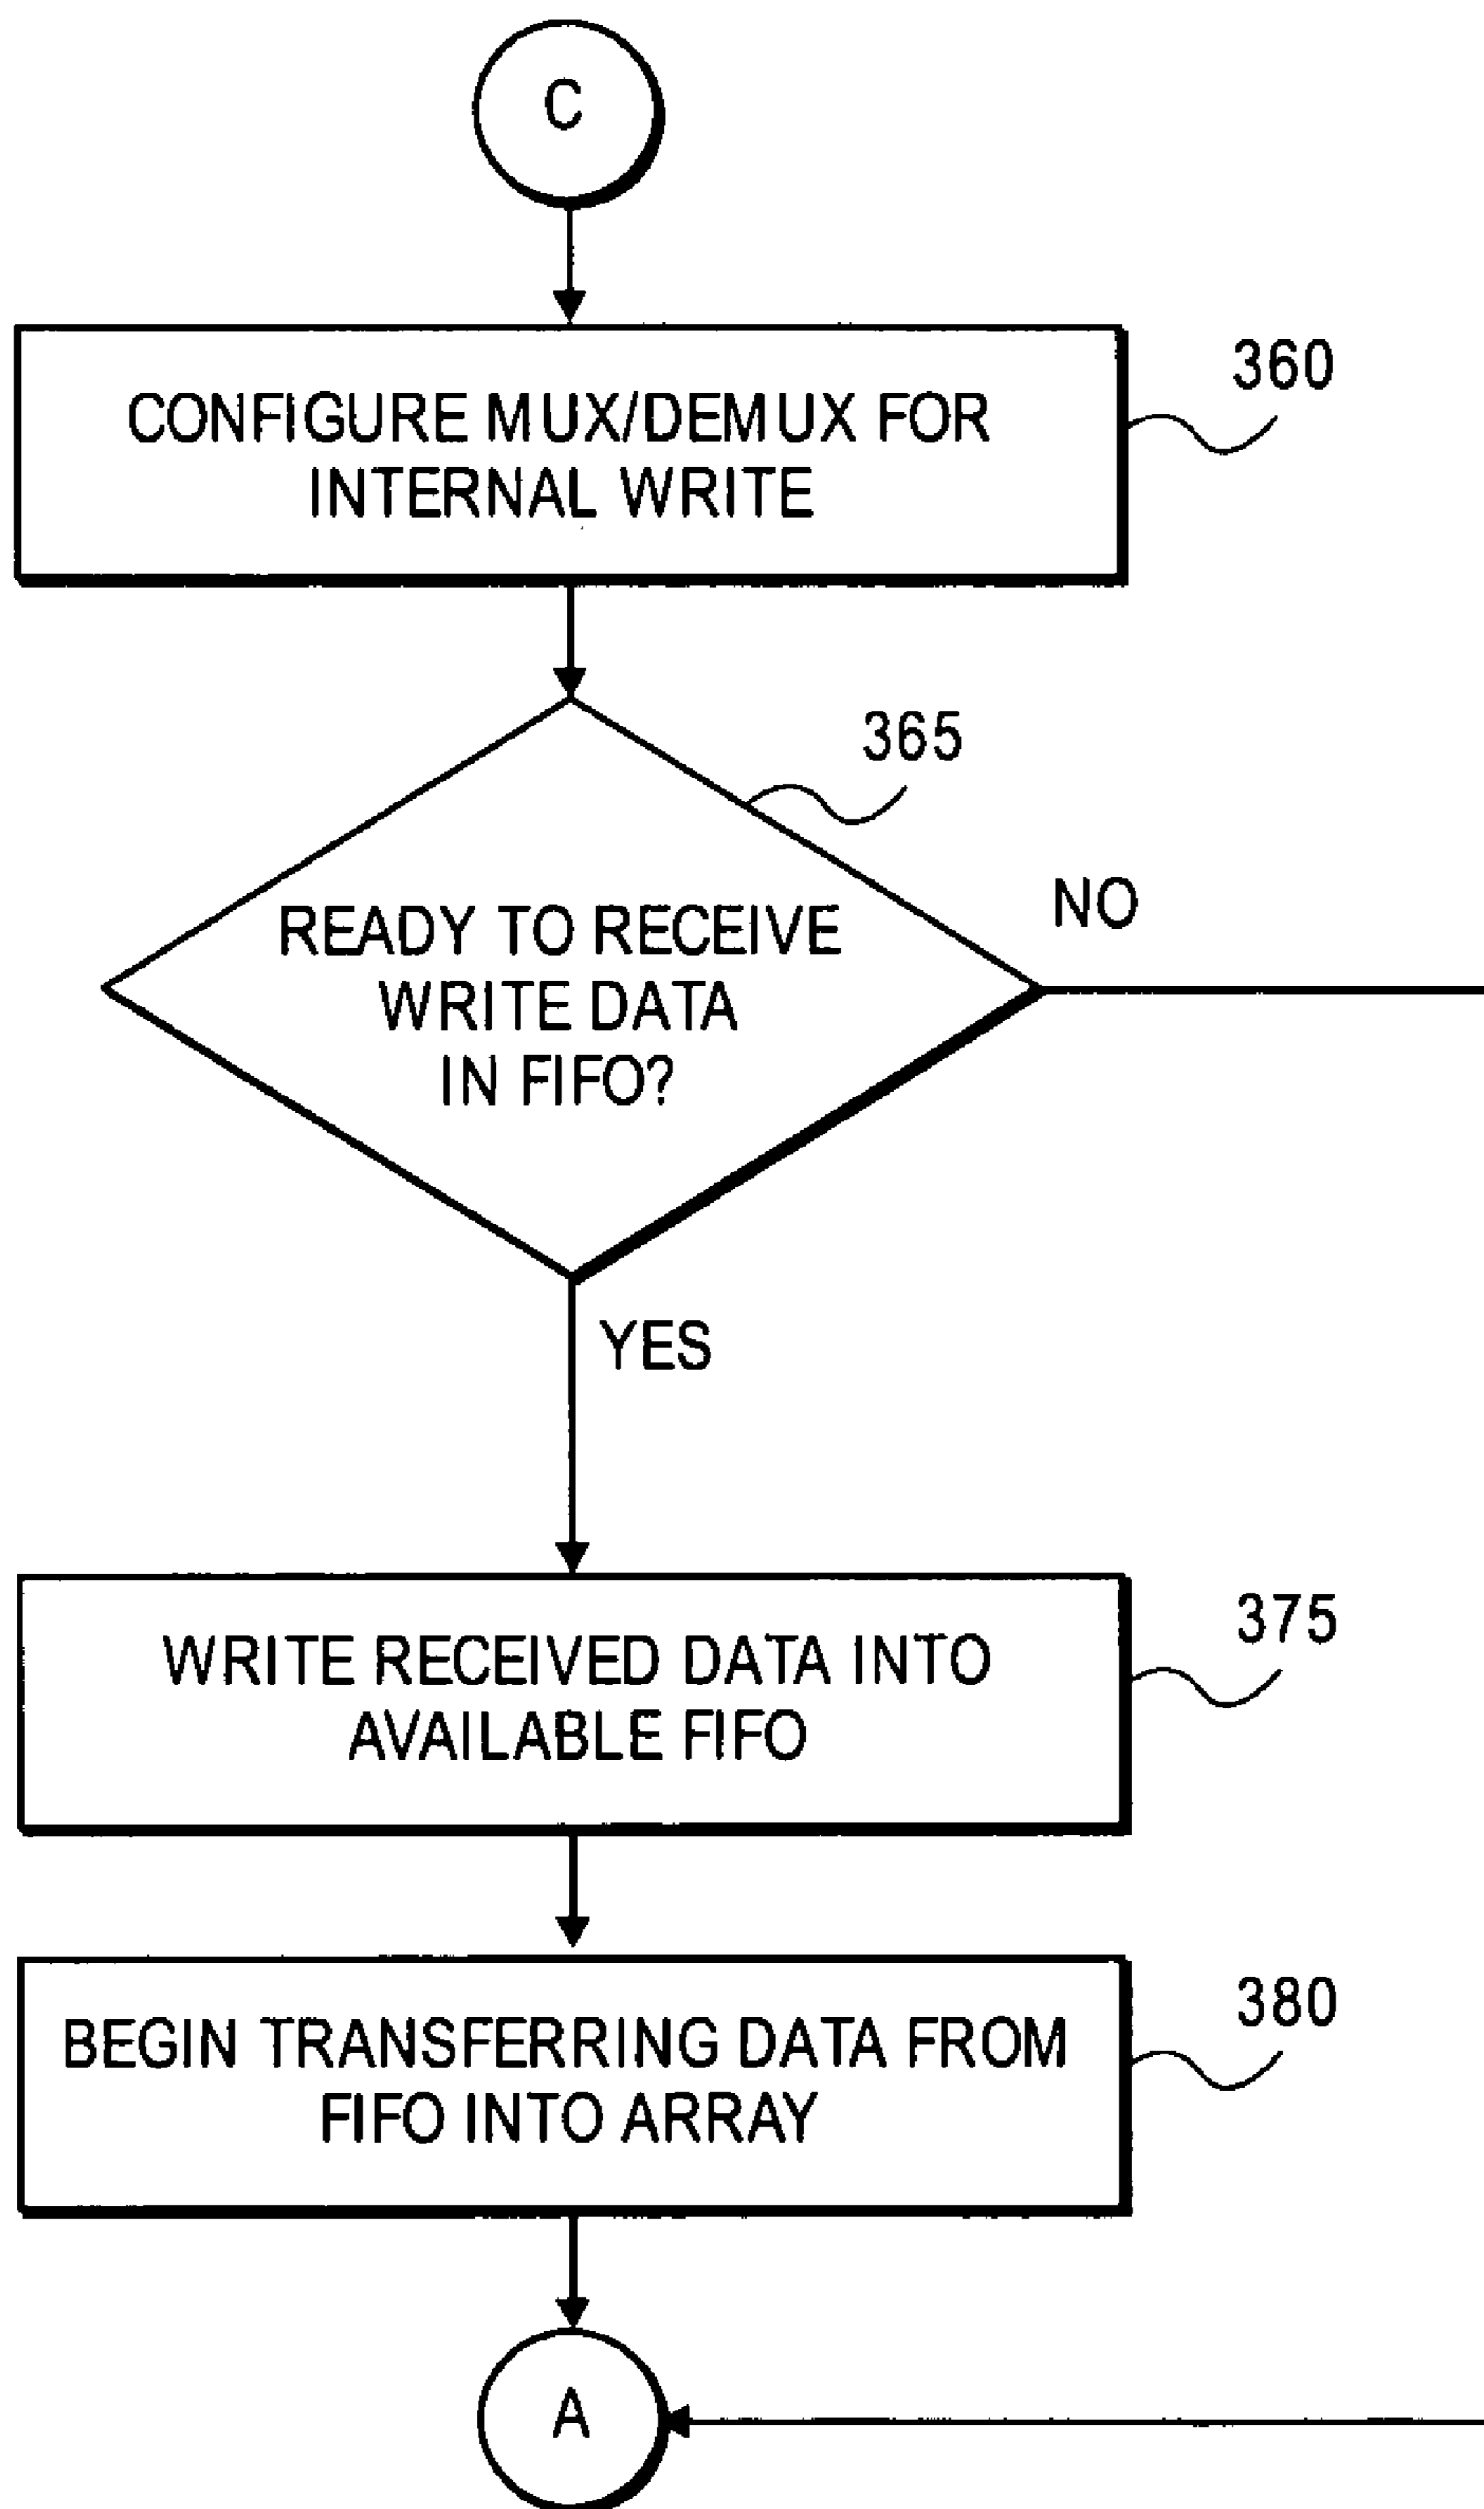 C
CONFIGURE MUX/DEMUX FOR
INTERNAL WRITE
360
365
READY TO RECEIVE
WRITE DATA
IN FIFO?
NO
YES
WRITE RECEIVED DATA INTO
AVAILABLE FIFO
375
BEGIN TRANSFERRING DATA FROM
FIFO INTO ARRAY
380
A